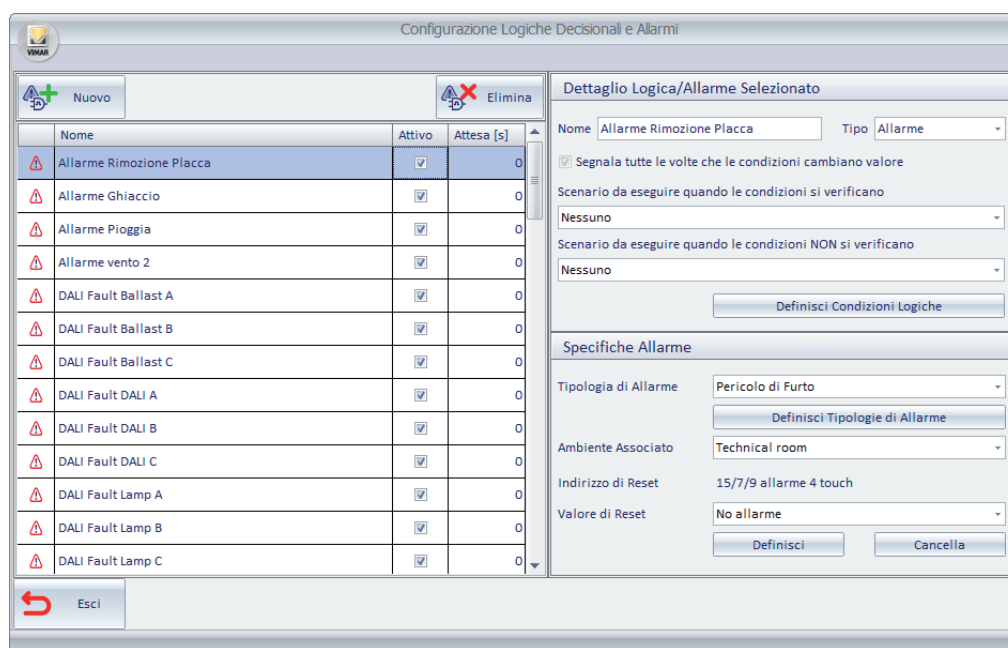 Configurazione Logiche Decisionali e Allarmi
VIMAR
Nuovo
Elimina
Nome Attivo Attesa [s]
Allarme Rimozione Placca 0
Allarme Ghiaccio 0
Allarme Pioggia 0
Allarme vento 2 0
DALI Fault Ballast A 0
DALI Fault Ballast B 0
DALI Fault Ballast C 0
DALI Fault DALI A 0
DALI Fault DALI B 0
DALI Fault DALI C 0
DALI Fault Lamp A 0
DALI Fault Lamp B 0
DALI Fault Lamp C 0
Esci
Dettaglio Logica/Allarme Selezionato
Nome Allarme Rimozione Placca Tipo Allarme
Segnala tutte le volte che le condizioni cambiano valore
Scenario da eseguire quando le condizioni si verificano
Nessuno
Scenario da eseguire quando le condizioni NON si verificano
Nessuno
Definisci Condizioni Logiche
Specifiche Allarme
Tipologia di Allarme Pericolo di Furto
Definisci Tipologie di Allarme
Ambiente Associato Technical room
Indirizzo di Reset 15/7/9 allarme 4 touch
Valore di Reset No allarme
Definisci Cancella